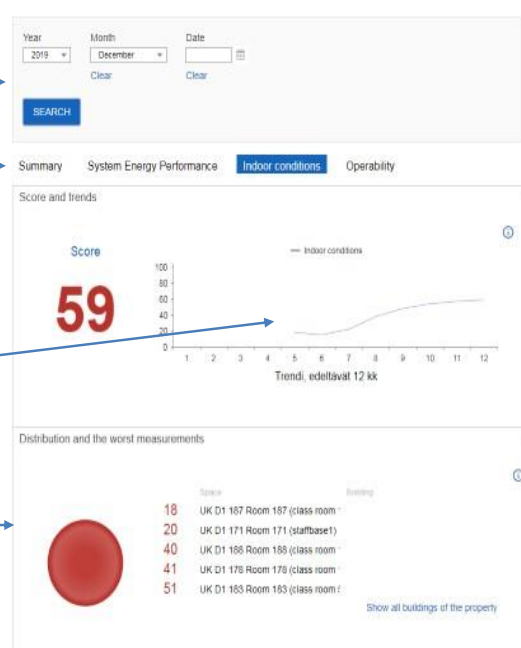 Year Month Date
2019 December
Clear Clear
SEARCH
Summary System Energy Performance Indoor conditions Operability
Score and trends
Score
59
Indoor conditions
100
80
60
40
20
0
1 2 3 4 5 6 7 8 9 10 11 12
Trendi, edeltävät 12 kk
Distribution and the worst measurements
Space Building
18 UK D1 187 Room 187 (class room
20 UK D1 171 Room 171 (staffbase1)
40 UK D1 188 Room 188 (class room
41 UK D1 178 Room 178 (class room
51 UK D1 183 Room 183 (class room
Show all buildings of the property